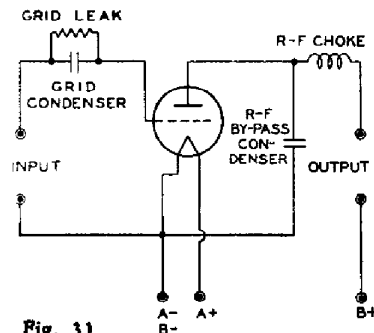 GRID LEAK
GRID
CONDENSER
R-F CHOKE
R-F
BY-PASS
CON-
DENSER
INPUT
OUTPUT
A-
B-
A+
B+
Fig. 31